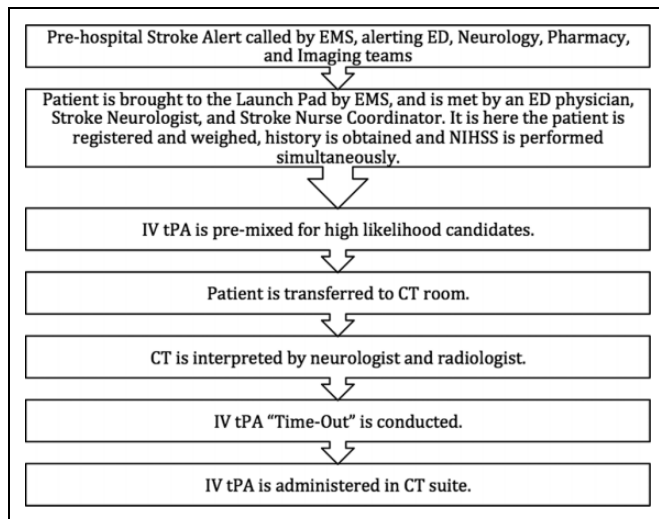 Pre-hospital Stroke Alert called by EMS, alerting ED, Neurology, Pharmacy,
and Imaging teams
Patient is brought to the Launch Pad by EMS, and is met by an ED physician,
Stroke Neurologist, and Stroke Nurse Coordinator. It is here the patient is
registered and weighed, history is obtained and NIHSS is performed
simultaneously.
IV tPA is pre-mixed for high likelihood candidates.
Patient is transferred to CT room.
CT is interpreted by neurologist and radiologist.
IV tPA “Time-Out” is conducted.
IV tPA is administered in CT suite.